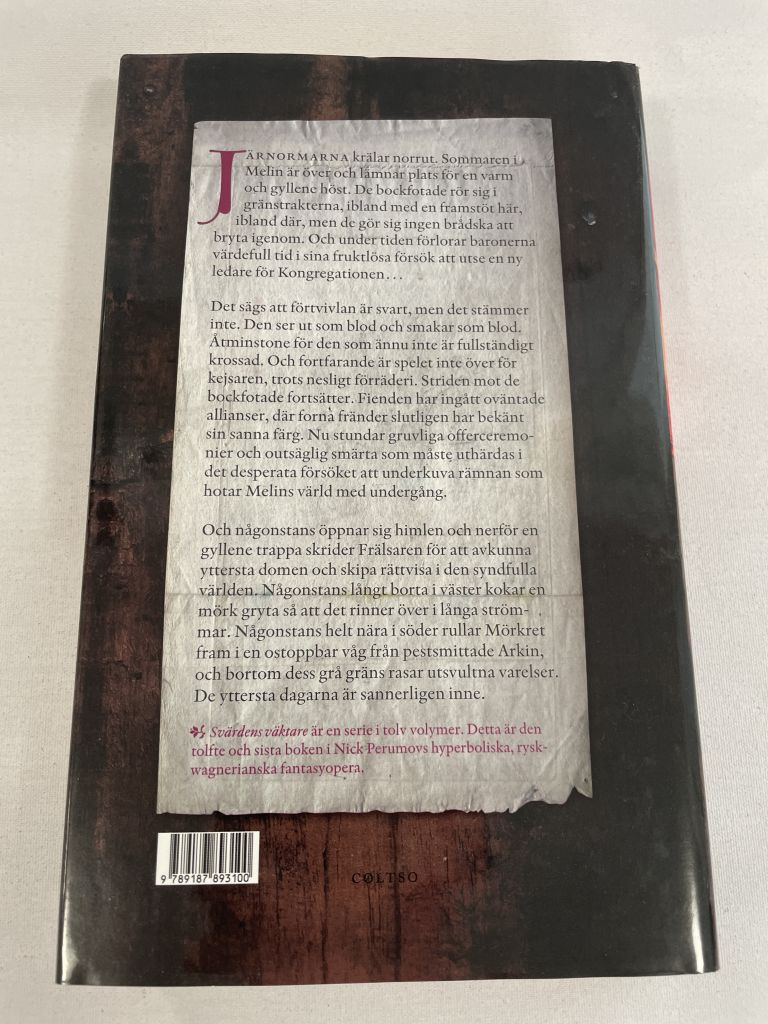 JÄRNORMARNA krälar norrut. Sommaren i
Melin är över och lämnar plats för en varm
och gyllene höst. De bockfotade rör sig i
gränstrakterna, ibland med en framstöt här,
ibland där, men de gör sig ingen brådska att
bryta igenom. Och under tiden förlorar baronerna
värdefull tid i sina fruktlösa försök att utse en ny
ledare för Kongregationen...
Det sägs att förtvivlan är svart, men det stämmer
inte. Den ser ut som blod och smakar som blod.
Åtminstone för den som ännu inte är fullständigt
krossad. Och fortfarande är spelet inte över för
kejsaren, trots nesligt förräderi. Striden mot de
bockfotade fortsätter. Fienden har ingått oväntade
allianser, där forna fränder slutligen har bekänt
sin sanna färg. Nu stundar gruvliga offerceremo-
nier och outsäglig smärta som måste uthärdas i
det desperata försöket att underkuva rämnan som
hotar Melins värld med undergång.
Och någonstans öppnar sig himlen och nerför en
gyllene trappa skrider Frälsaren för att avkunna
yttersta domen och skipa rättvisa i den syndfulla
världen. Någonstans långt borta i väster kokar en
mörk gryta så att det rinner över i långa ström-
mar. Någonstans helt nära i söder rullar Mörkret
fram i en ostoppbar våg från pestsmittade Arkin,
och bortom dess grå gräns rasar utsvultna varelser.
De yttersta dagarna är sannerligen inne.
Svärdens väktare är en serie i tolv volymer. Detta är den
tolfte och sista boken i Nick Perumovs hyperboliska, rysk-
wagnerianska fantasyopera.
9 789187 893100
COLTSO